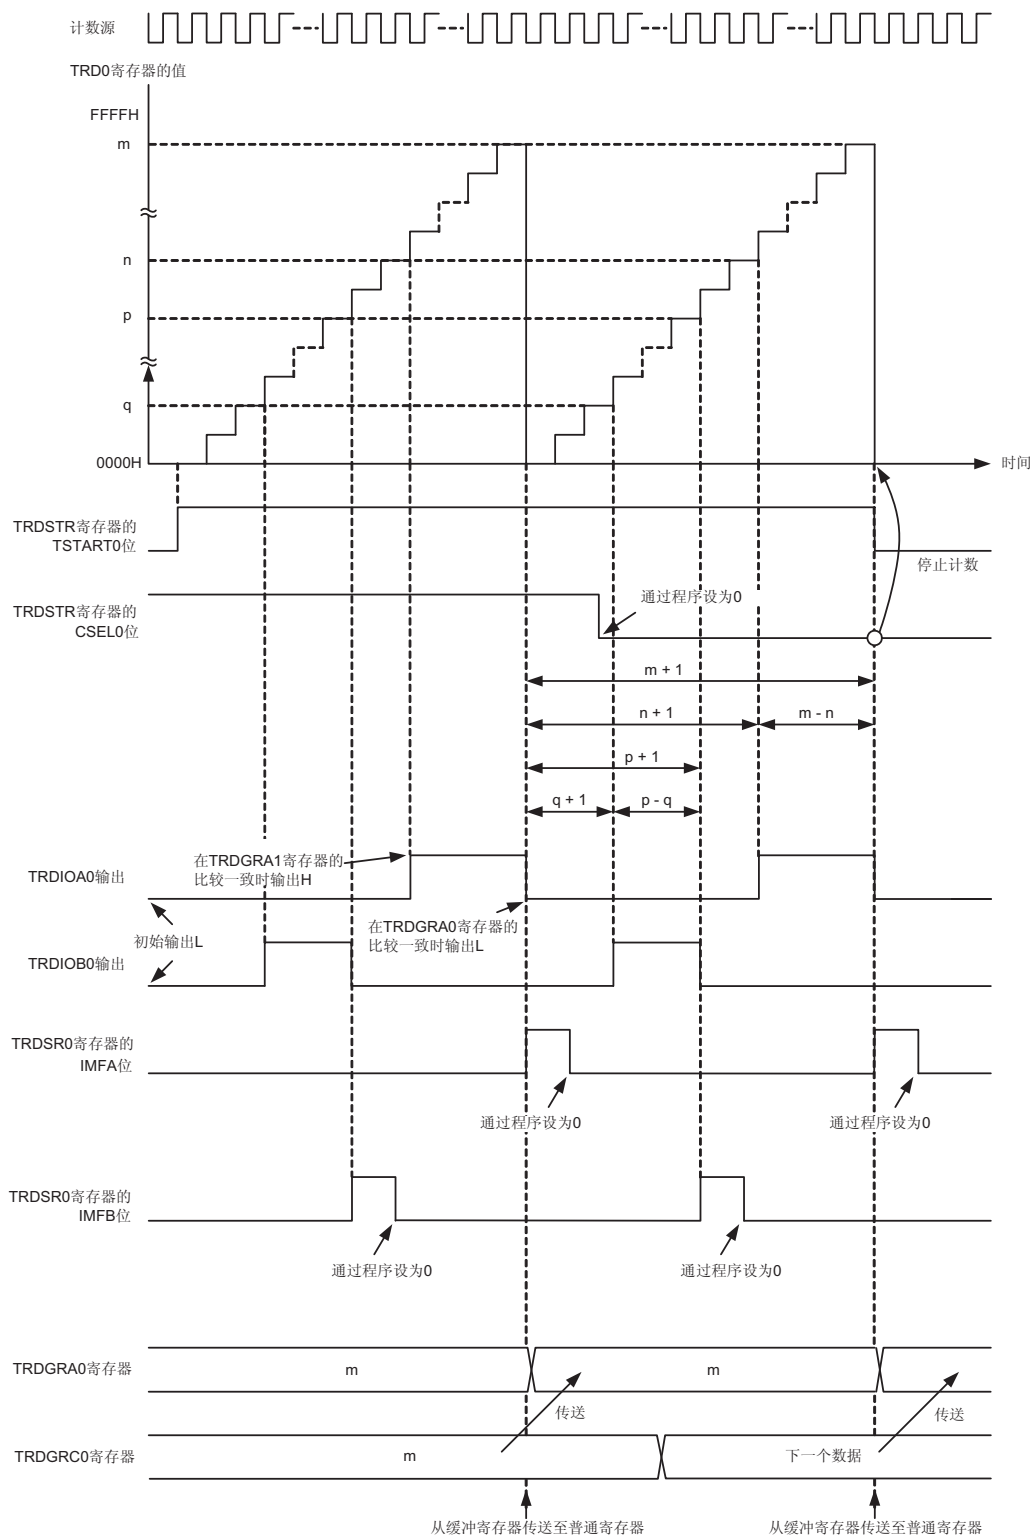 计数源
TRD0寄存器的值
FFFFH
m
n
p
q
0000H
时间
TRDSTR寄存器的
TSTART0位
停止计数
TRDSTR寄存器的
CSEL0位
通过程序设为0
m + 1
n + 1
m - n
p + 1
q + 1
p - q
TRDIOA0输出
在TRDGRA1寄存器的
比较一致时输出H
在TRDGRA0寄存器的
比较一致时输出L
初始输出L
TRDIOB0输出
TRDSR0寄存器的
IMFA位
通过程序设为0
通过程序设为0
TRDSR0寄存器的
IMFB位
通过程序设为0
通过程序设为0
TRDGRA0寄存器
m
m
传送
传送
TRDGRC0寄存器
m
下一个数据
从缓冲寄存器传送至普通寄存器
从缓冲寄存器传送至普通寄存器